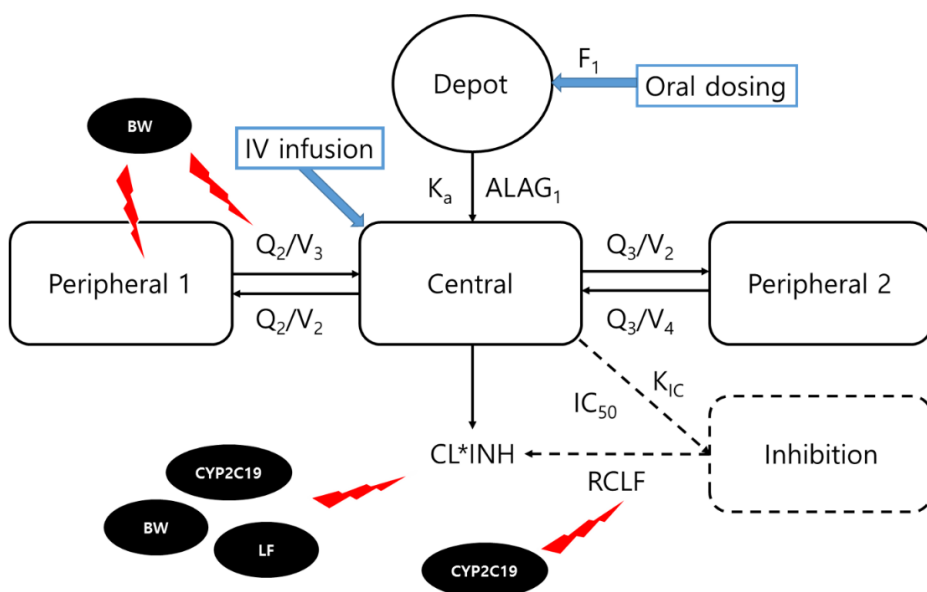 F1
Depot
Oral dosing
BW
IV infusion
Ka
ALAG1
Q2/V3
Q3/V2
Peripheral 1
Central
Peripheral 2
Q2/V2
Q3/V4
KIC
IC50
CL*INH
Inhibition
RCLF
CYP2C19
BW
LF
CYP2C19